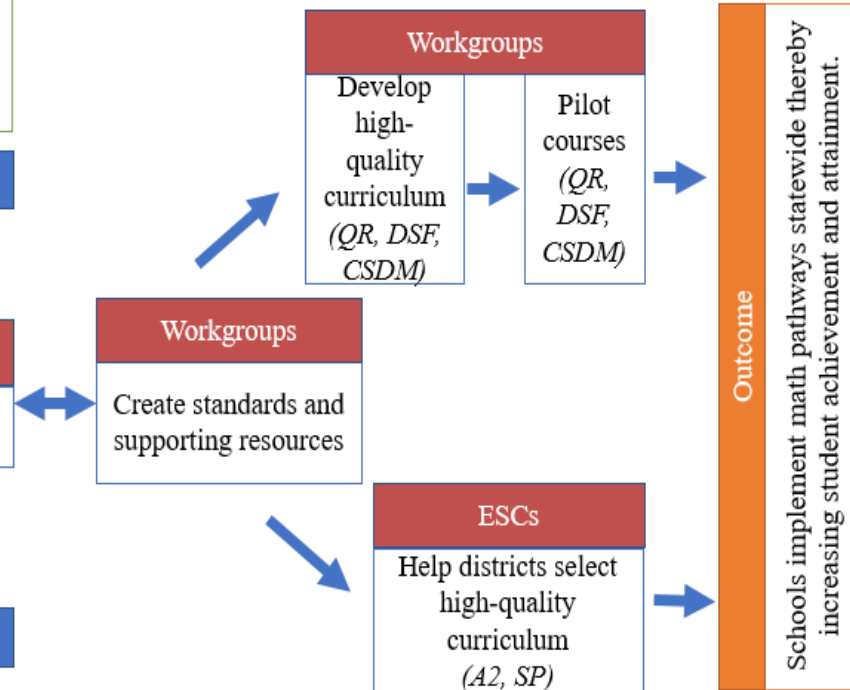 Workgroups
Develop
high-
quality
curriculum
(QR, DSF,
CSDM)
Pilot
courses
(QR,
DSF,
CSDM)
Workgroups
Create standards and
supporting resources
ESCs
Help districts select
high-quality
curriculum
(A2, SP)
Outcome
Schools implement math pathways statewide thereby
increasing student achievement and attainment.